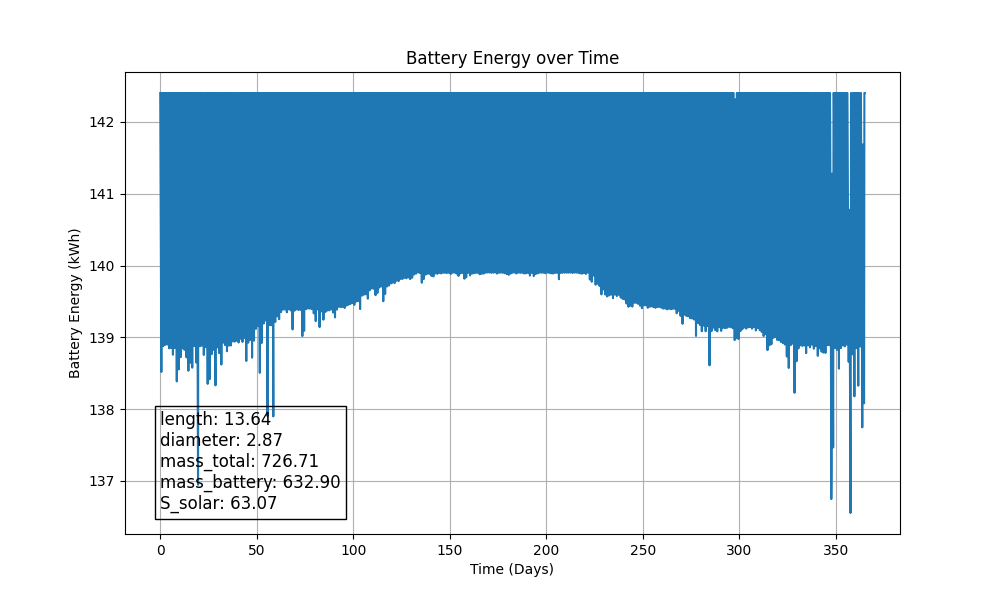 Battery Energy over Time
Battery Energy (kWh)
142
141
140
139
138
137
length: 13.64
diameter: 2.87
mass_total: 726.71
mass_battery: 632.90
S_solar: 63.07
0 50 100 150 200 250 300 350
Time (Days)